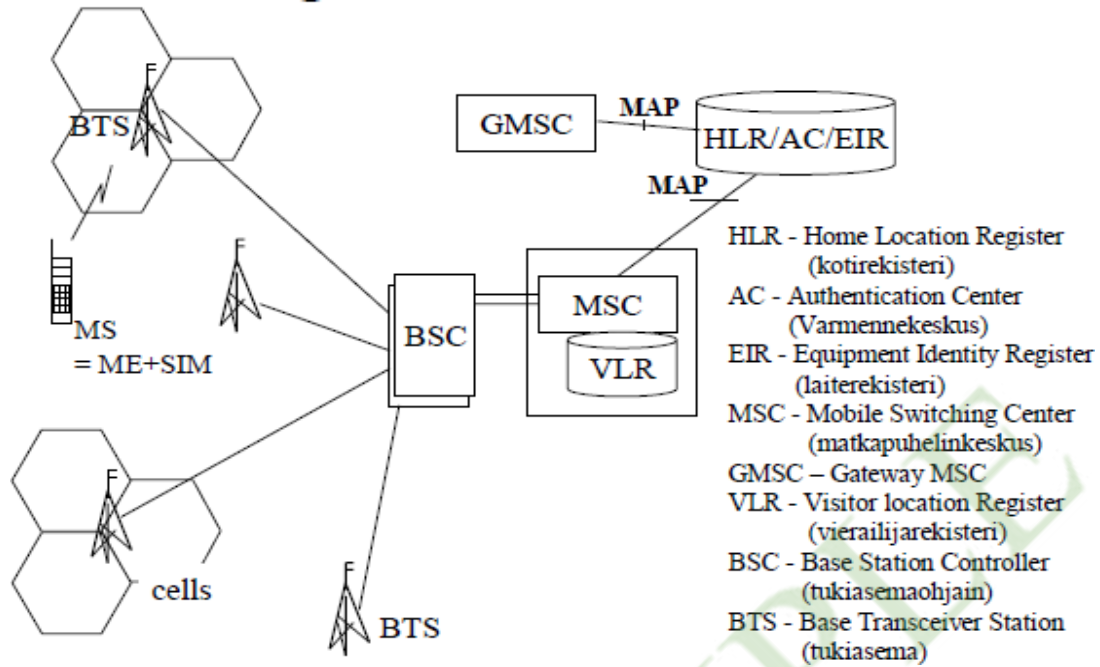 BTS
MS
= ME+SIM
cells
BTS
BSC
MSC
VLR
GMSC
MAP
HLR/AC/EIR
MAP
HLR - Home Location Register
(kotirekisteri)
AC - Authentication Center
(Varmennekeskus)
EIR - Equipment Identity Register
(laiterekisteri)
MSC - Mobile Switching Center
(matkapuhelinkeskus)
GMSC – Gateway MSC
VLR - Visitor location Register
(vierailijarekisteri)
BSC - Base Station Controller
(tukiasemaohjain)
BTS - Base Transceiver Station
(tukiasema)